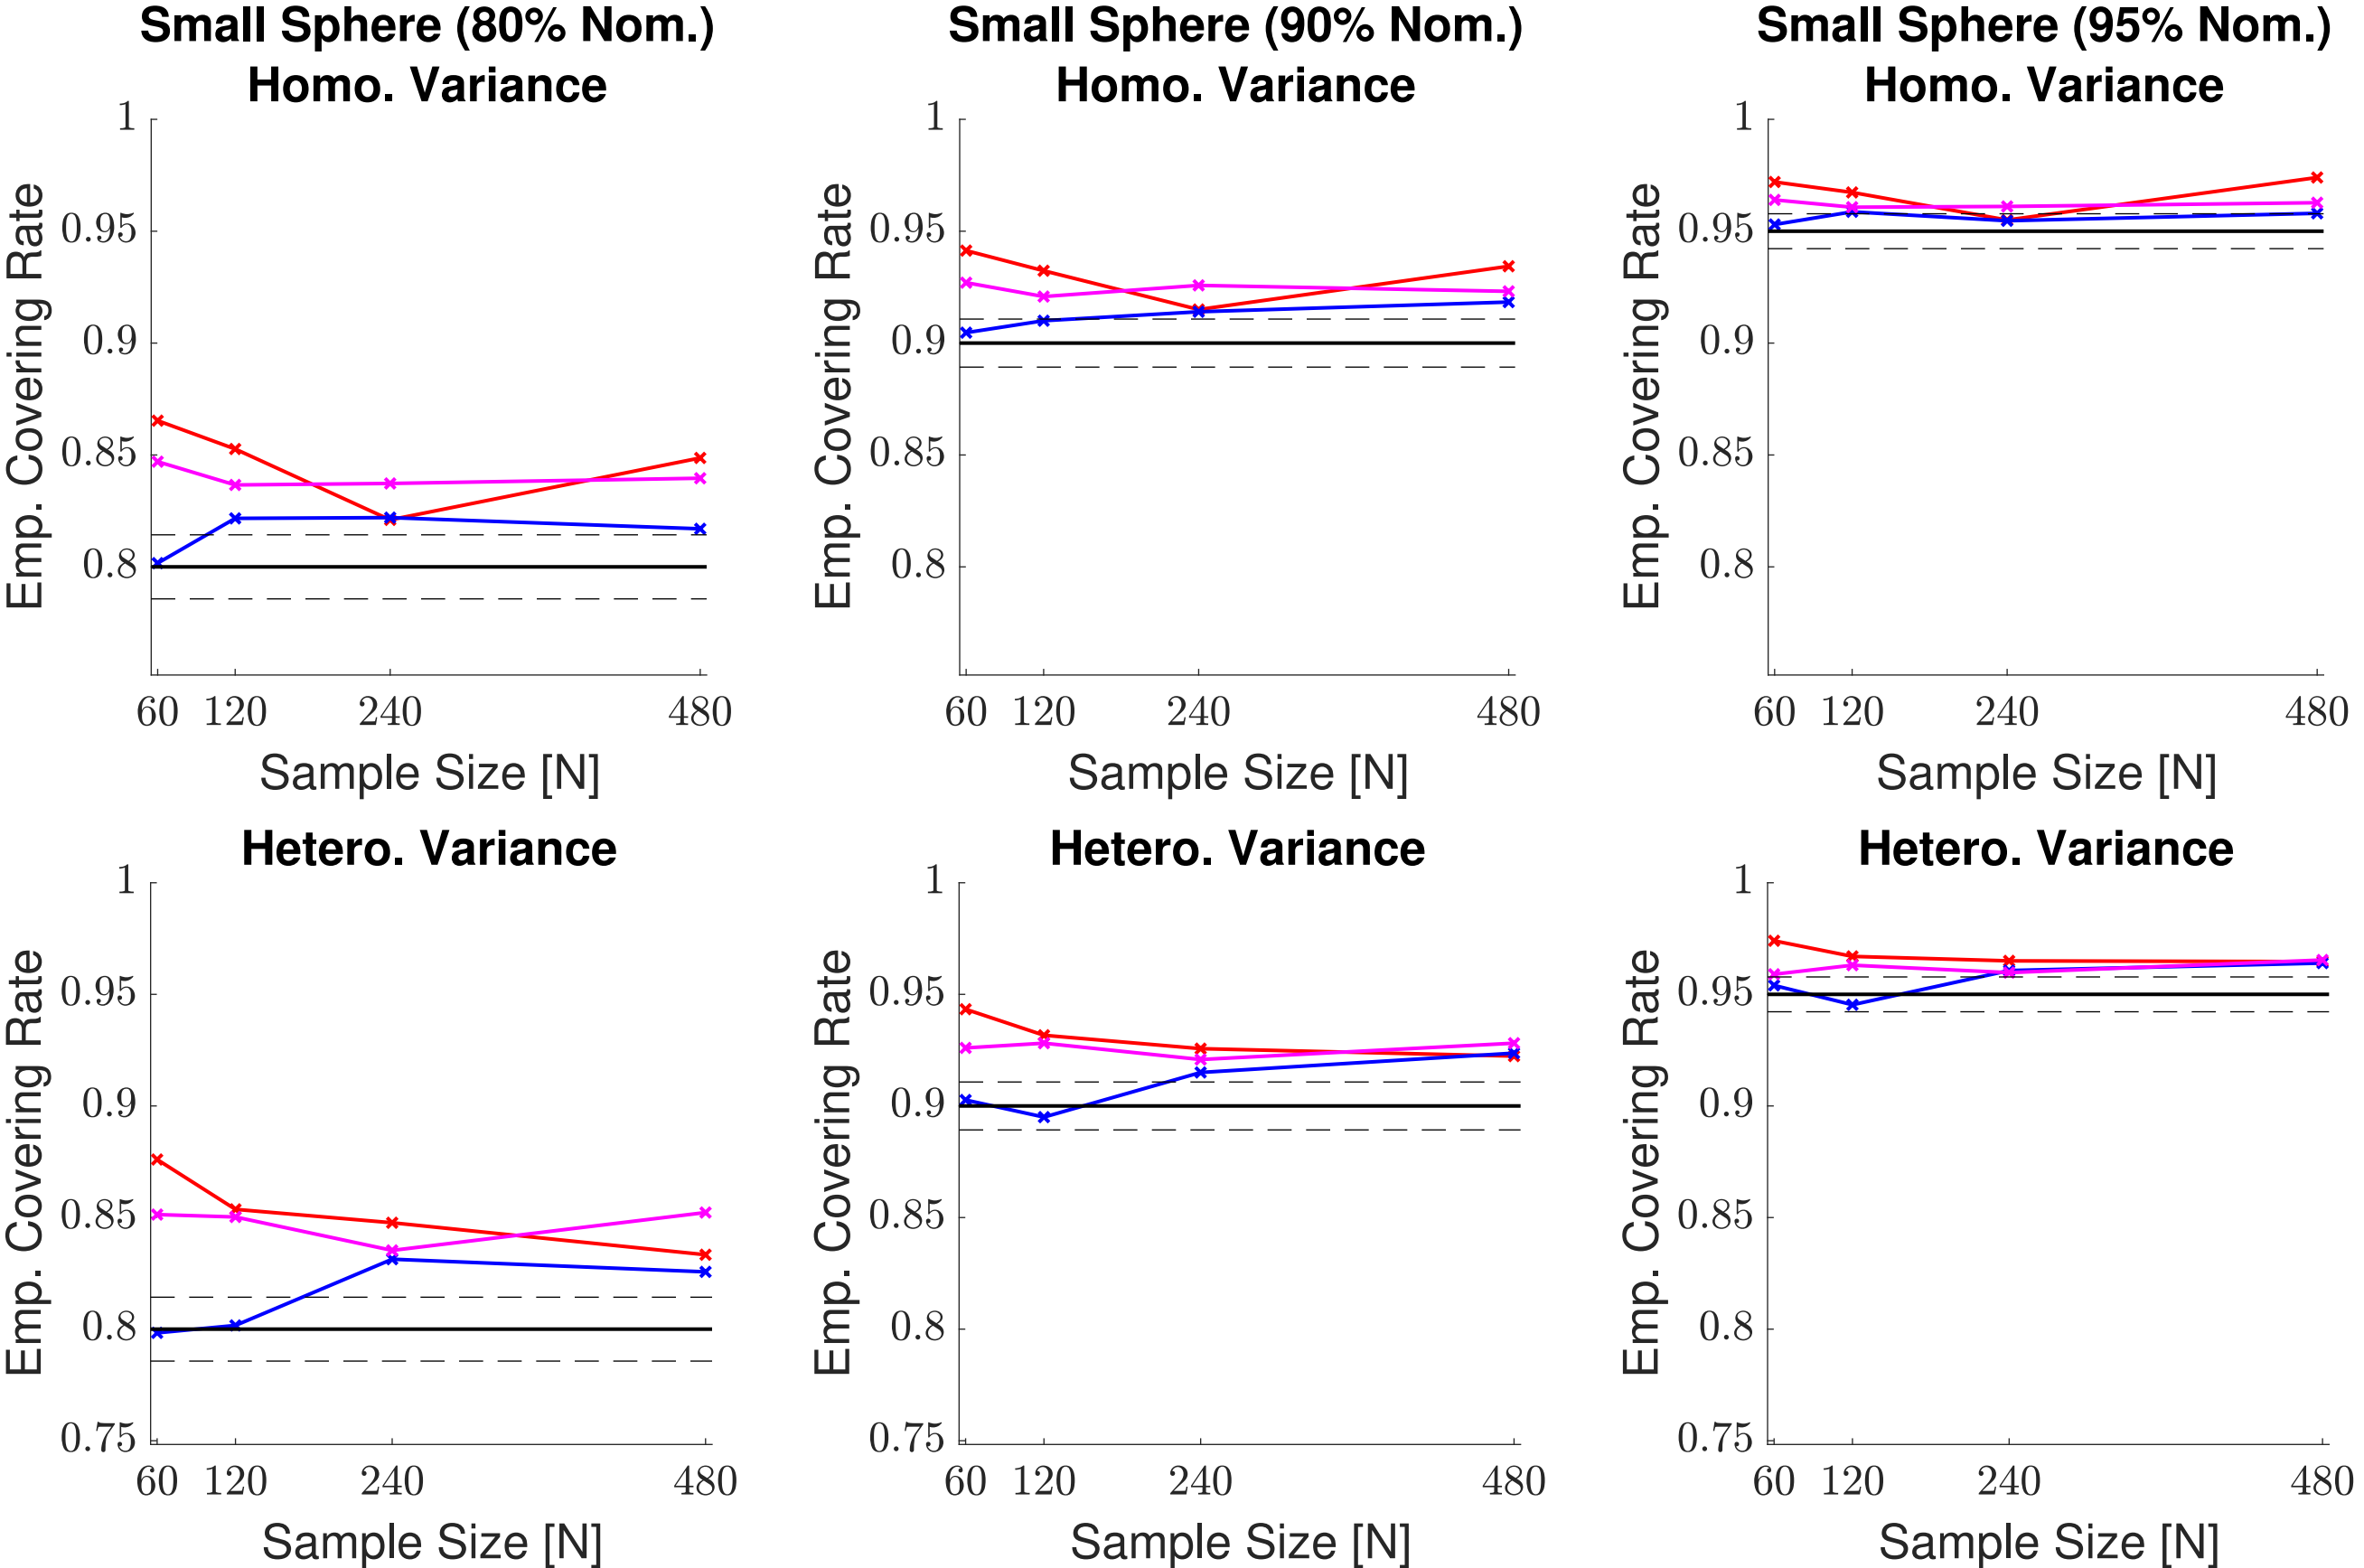 Small Sphere (80% Nom.)
Homo. Variance
1
0.95
0.9
0.85
0.8
Emp. Covering Rate
60 120 240 480
Sample Size [N]
Small Sphere (90% Nom.)
Homo. Variance
1
0.95
0.9
0.85
0.8
Emp. Covering Rate
60 120 240 480
Sample Size [N]
Small Sphere (95% Nom.)
Homo. Variance
1
0.95
0.9
0.85
0.8
Emp. Covering Rate
60 120 240 480
Sample Size [N]
Hetero. Variance
1
0.95
0.9
0.85
0.8
0.75
Emp. Covering Rate
60 120 240 480
Sample Size [N]
Hetero. Variance
1
0.95
0.9
0.85
0.8
0.75
Emp. Covering Rate
60 120 240 480
Sample Size [N]
Hetero. Variance
1
0.95
0.9
0.85
0.8
0.75
Emp. Covering Rate
60 120 240 480
Sample Size [N]